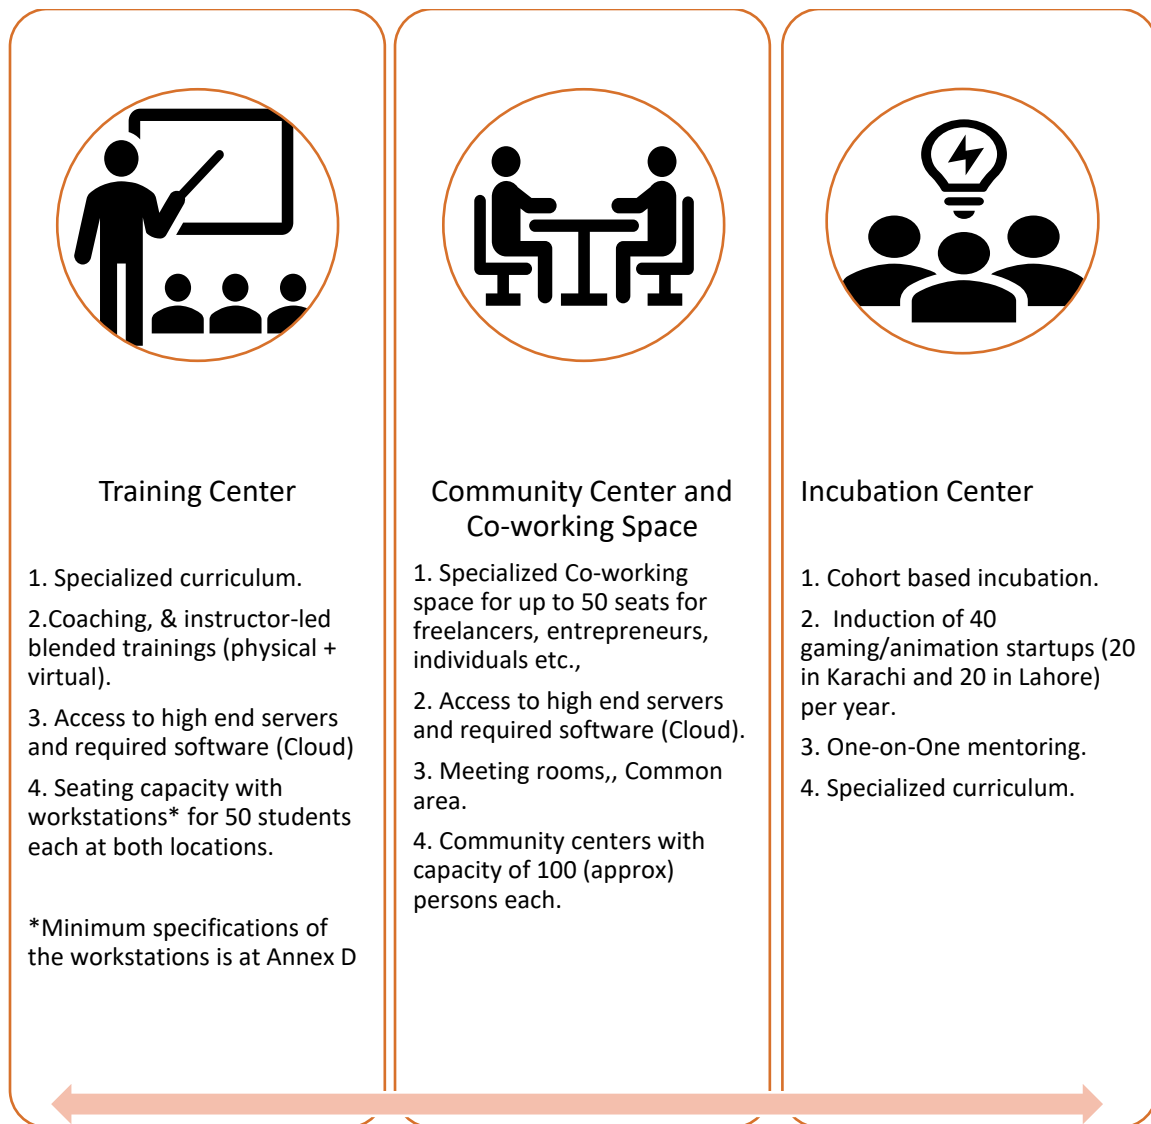 Training Center
1. Specialized curriculum.
2.Coaching, & instructor-led
blended trainings (physical +
virtual).
3. Access to high end servers
and required software (Cloud)
4. Seating capacity with
workstations* for 50 students
each at both locations.
*Minimum specifications of
the workstations is at Annex D
Community Center and
Co-working Space
1. Specialized Co-working
space for up to 50 seats for
freelancers, entrepreneurs,
individuals etc.,
2. Access to high end servers
and required software (Cloud).
3. Meeting rooms,, Common
area.
4. Community centers with
capacity of 100 (approx)
persons each.
Incubation Center
1. Cohort based incubation.
2.  Induction of 40
gaming/animation startups (20
in Karachi and 20 in Lahore)
per year.
3. One-on-One mentoring.
4. Specialized curriculum.